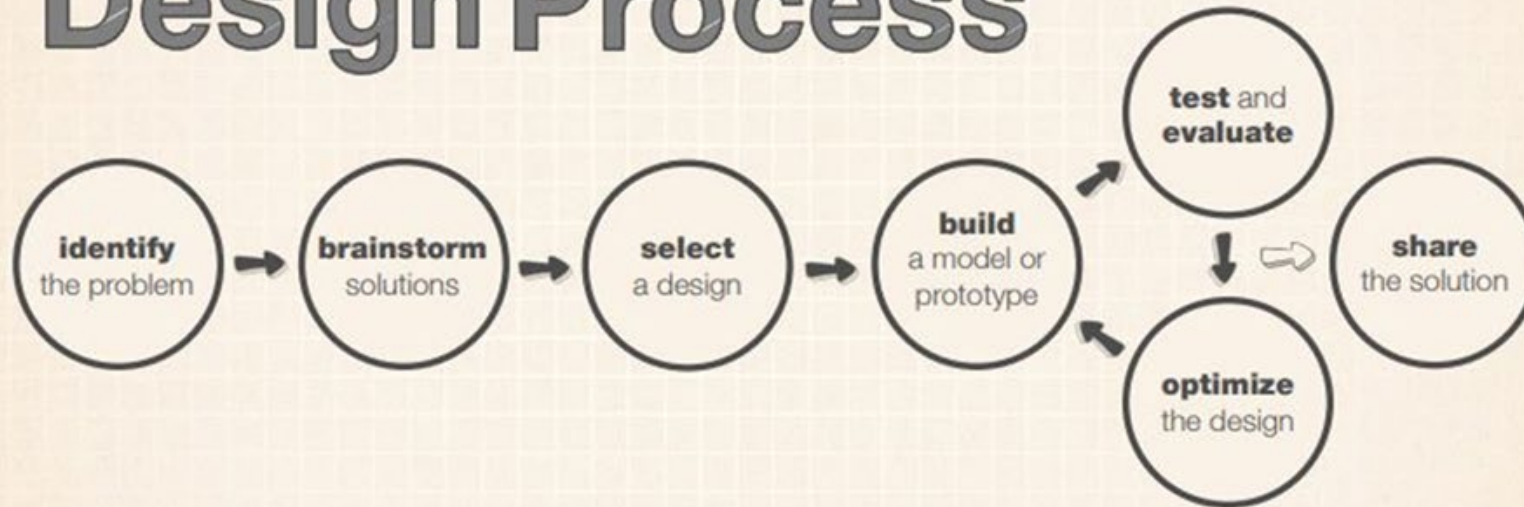 Design Process
identify
the problem
brainstorm
solutions
select
a design
build
a model or
prototype
test and
evaluate
optimize
the design
share
the solution